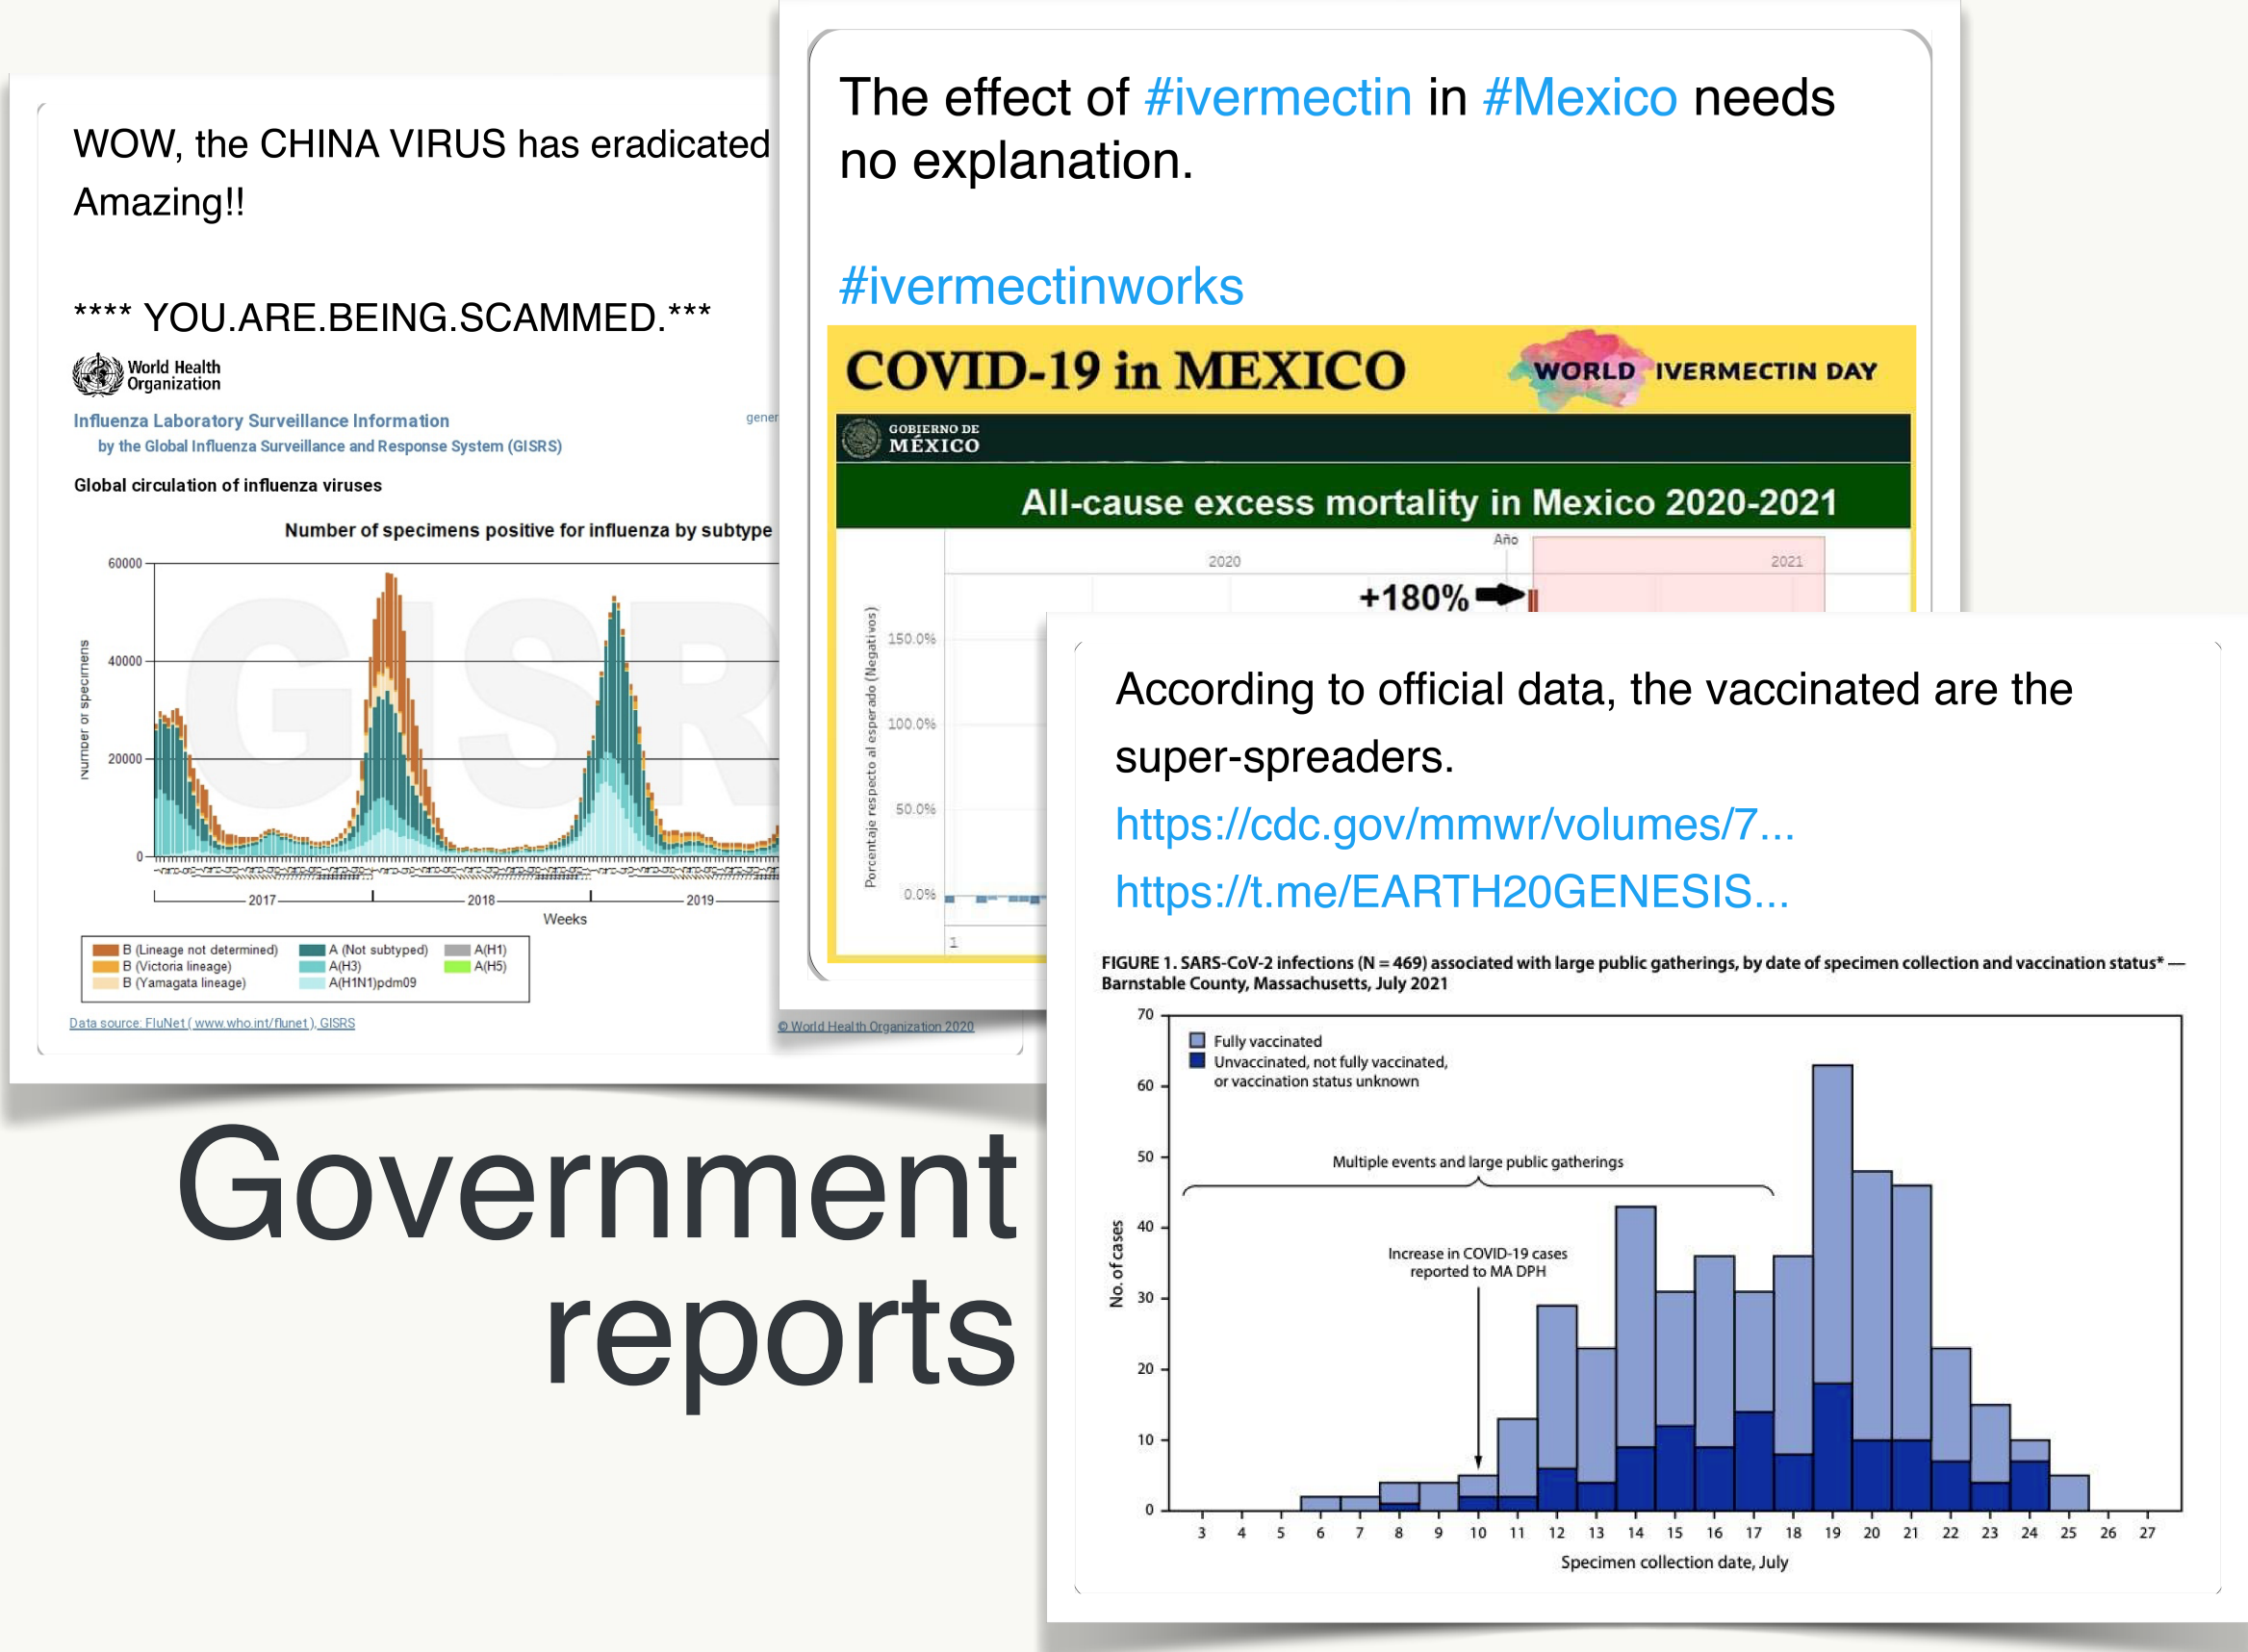 WOW, the CHINA VIRUS has eradicated
Amazing!!
**** YOU.ARE.BEING.SCAMMED.***
World Health
Organization
Influenza Laboratory Surveillance Information
by the Global Influenza Surveillance and Response System (GISRS)
gener
Global circulation of influenza viruses
Number of specimens positive for influenza by subtype
GISR
Number of specimens
60000
40000
20000
0
2017
2018
2019
Weeks
B (Lineage not determined)
B (Victoria lineage)
B (Yamagata lineage)
A (Not subtyped)
A(H3)
A(H1N1)pdm09
A(H1)
A(H5)
Data source: FluNet ( www.who.int/flunet ), GISRS
© World Health Organization 2020
The effect of #ivermectin in #Mexico needs
no explanation.
#ivermectinworks
COVID-19 in MEXICO
WORLD IVERMECTIN DAY
GOBIERNO DE
MÉXICO
All-cause excess mortality in Mexico 2020-2021
Año
2020
2021
+180%
Porcentaje respecto al esperado (Negativos)
150.0%
100.0%
50.0%
0.0%
1
According to official data, the vaccinated are the
super-spreaders.
https://cdc.gov/mmwr/volumes/7...
https://t.me/EARTH20GENESIS...
FIGURE 1. SARS-CoV-2 infections (N = 469) associated with large public gatherings, by date of specimen collection and vaccination status* —
Barnstable County, Massachusetts, July 2021
70
60
50
40
30
20
10
0
No. of cases
Fully vaccinated
Unvaccinated, not fully vaccinated,
or vaccination status unknown
Multiple events and large public gatherings
Increase in COVID-19 cases
reported to MA DPH
3 4 5 6 7 8 9 10 11 12 13 14 15 16 17 18 19 20 21 22 23 24 25 26 27
Specimen collection date, July
Government
reports